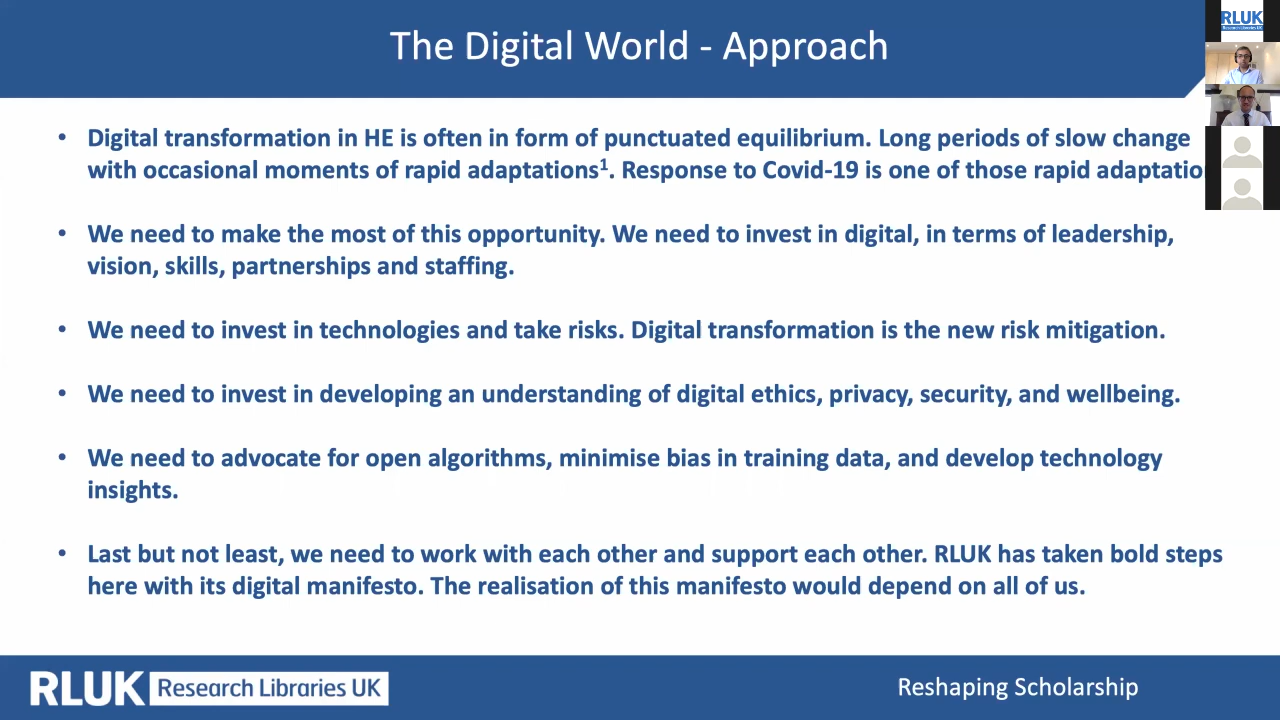 The Digital World - Approach
RLUK
Research Libraries UK
• Digital transformation in HE is often in form of punctuated equilibrium. Long periods of slow change
with occasional moments of rapid adaptations¹. Response to Covid-19 is one of those rapid
• We need to make the most of this opportunity. We need to invest in digital, in terms of leadership,
vision, skills, partnerships and staffing.
• We need to invest in technologies and take risks. Digital transformation is the new risk mitigation.
• We need to invest in developing an understanding of digital ethics, privacy, security, and wellbeing.
• We need to advocate for open algorithms, minimise bias in training data, and develop technology
insights.
• Last but not least, we need to work with each other and support each other. RLUK has taken bold steps
here with its digital manifesto. The realisation of this manifesto would depend on all of us.
RLUK Research Libraries UK
Reshaping Scholarship